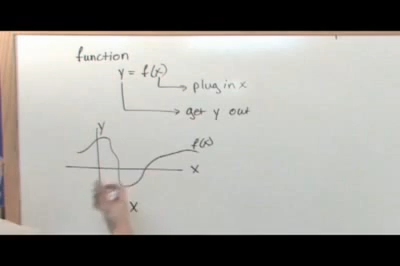 function
y = f(x)
plug in x
get y out
y
f(x)
x
x